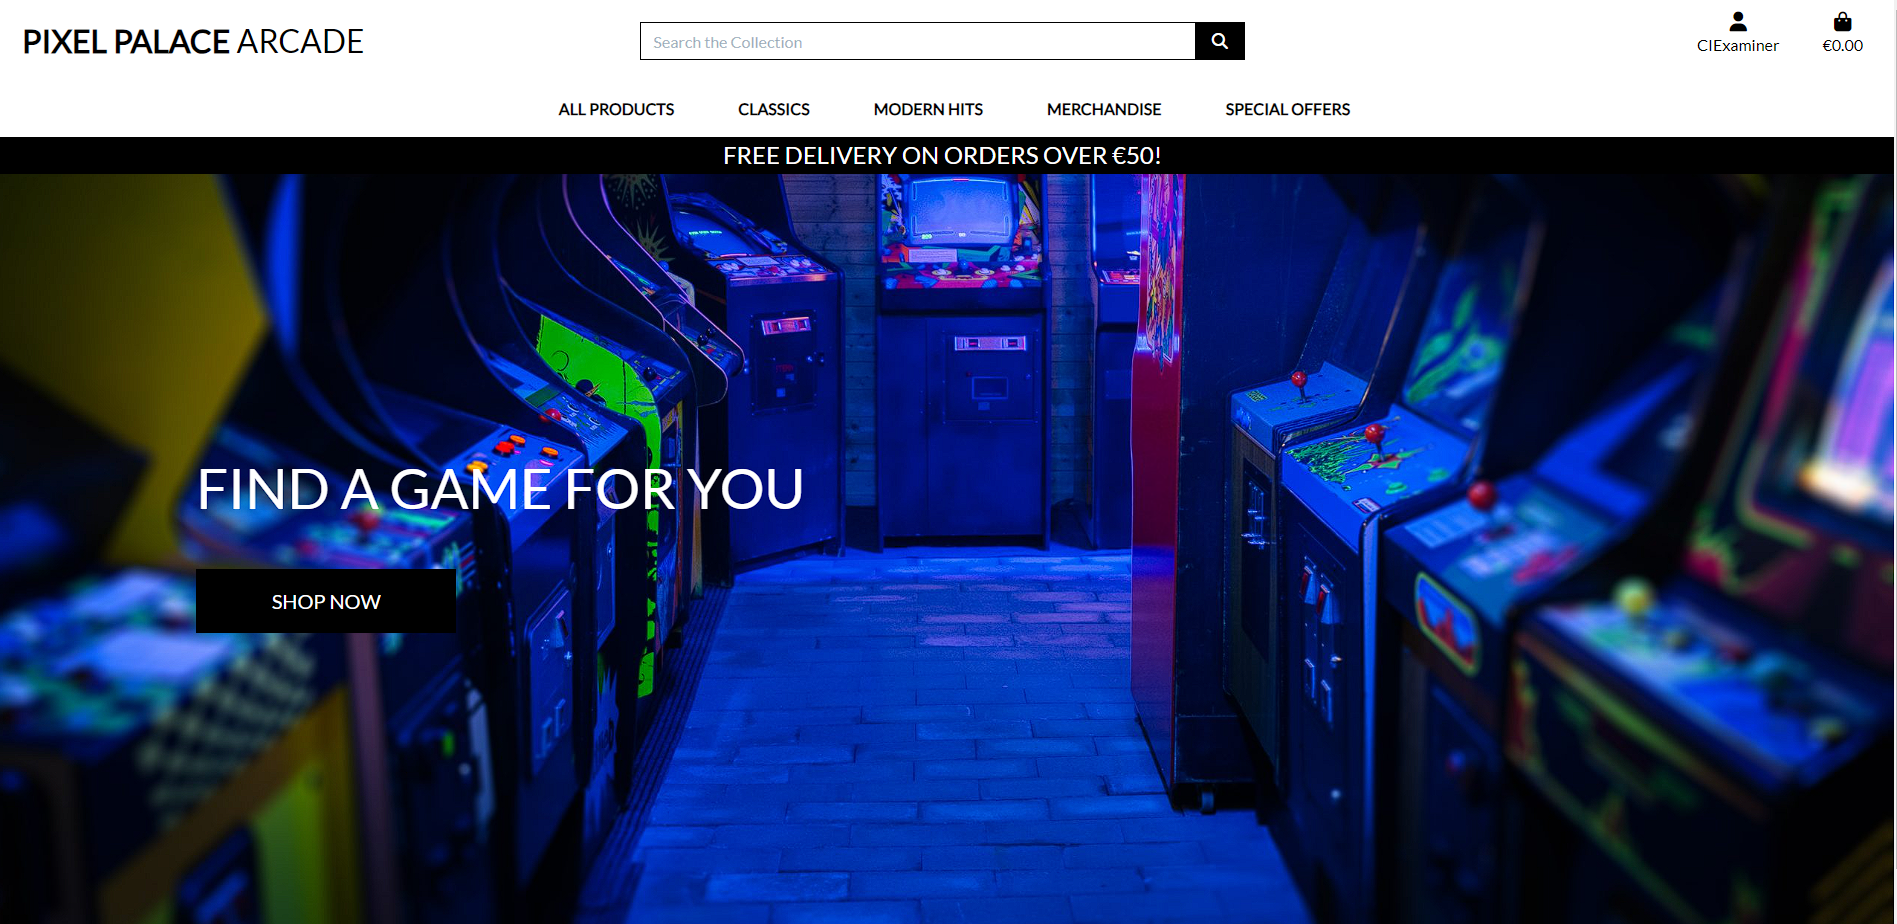 PIXEL PALACE ARCADE
Search the Collection
CIExaminer
€0.00
ALL PRODUCTS
CLASSICS
MODERN HITS
MERCHANDISE
SPECIAL OFFERS
FREE DELIVERY ON ORDERS OVER €50!
FIND A GAME FOR YOU
SHOP NOW